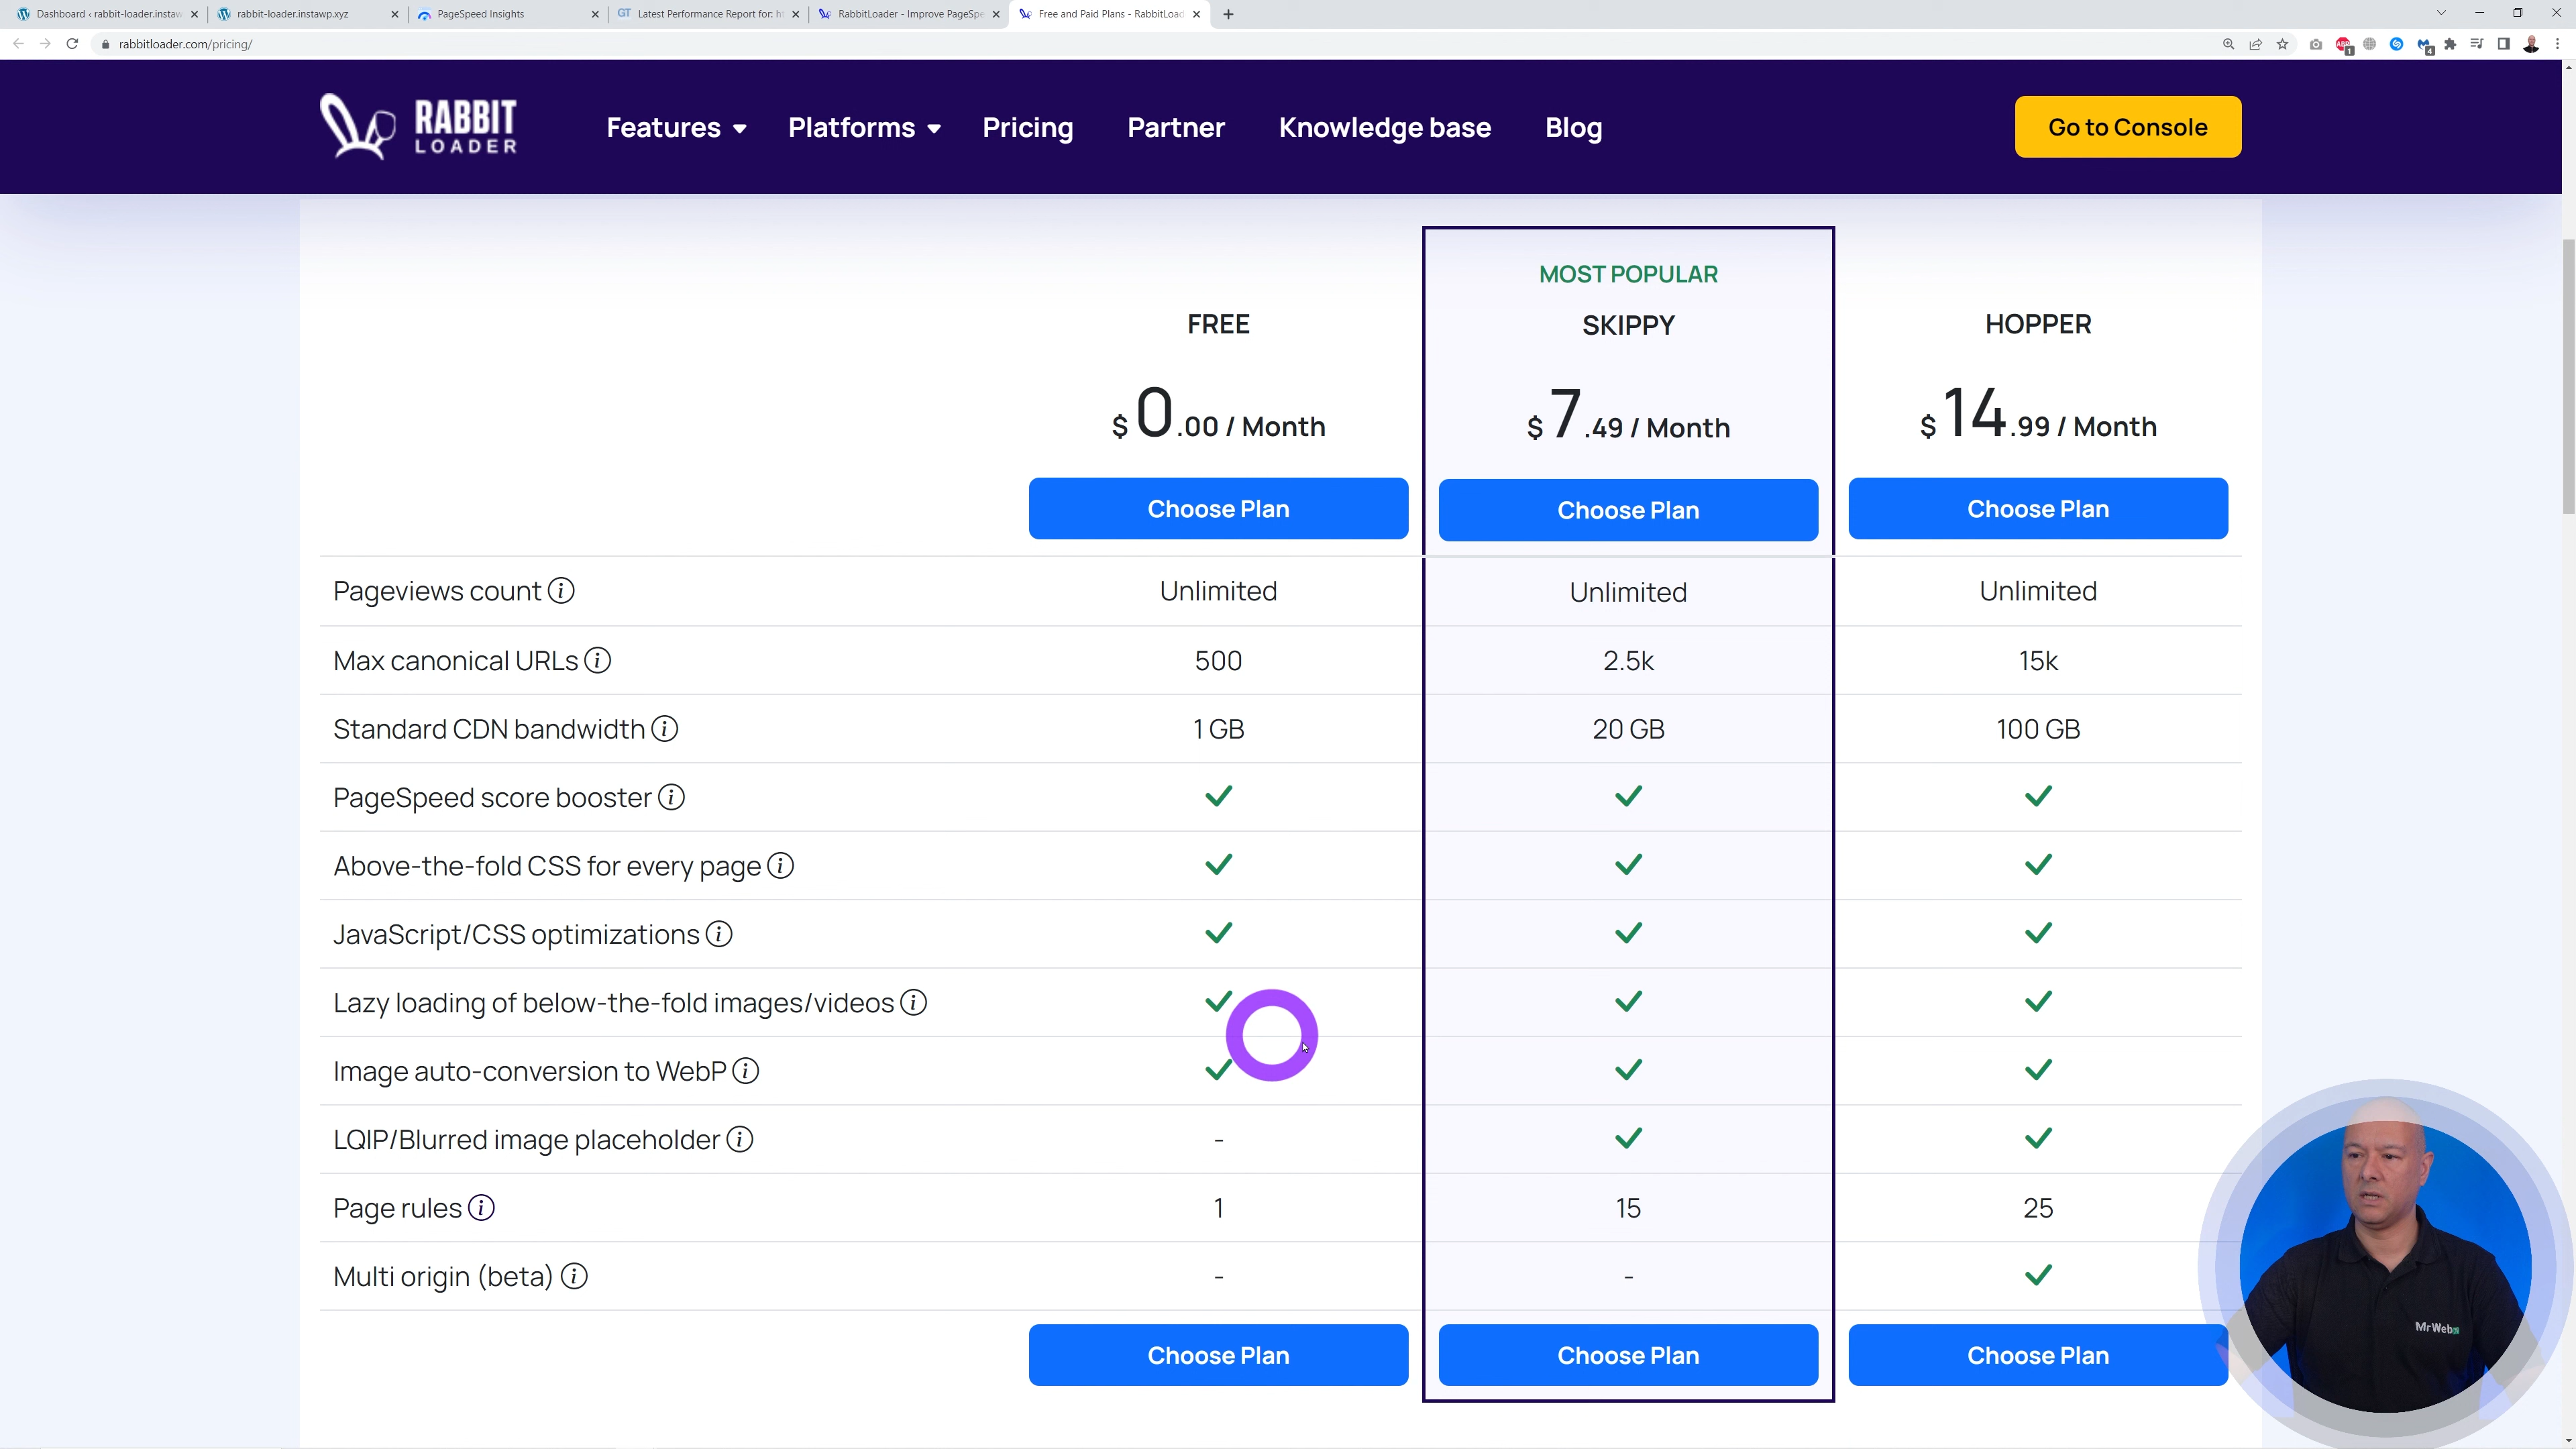 Dashboard ‹ rabbit-loader.instaw
rabbit-loader.instawp.xyz
PageSpeed Insights
GT Latest Performance Report for: h
RabbitLoader - Improve PageSpe
Free and Paid Plans - RabbitLoad
rabbitloader.com/pricing/
ABP 1
4
RABBIT
LOADER
Features Platforms Pricing Partner Knowledge base Blog
Go to Console
MOST POPULAR
FREE SKIPPY HOPPER
$ 0.00 / Month $ 7.49 / Month $ 14.99 / Month
Choose Plan Choose Plan Choose Plan
Pageviews count i Unlimited Unlimited Unlimited
Max canonical URLs i 500 2.5k 15k
Standard CDN bandwidth i 1 GB 20 GB 100 GB
PageSpeed score booster i
Above-the-fold CSS for every page i
JavaScript/CSS optimizations i
Lazy loading of below-the-fold images/videos i
Image auto-conversion to WebP i
LQIP/Blurred image placeholder i -
Page rules i 1 15 25
Multi origin (beta) i - -
Choose Plan Choose Plan Choose Plan
MrWeb